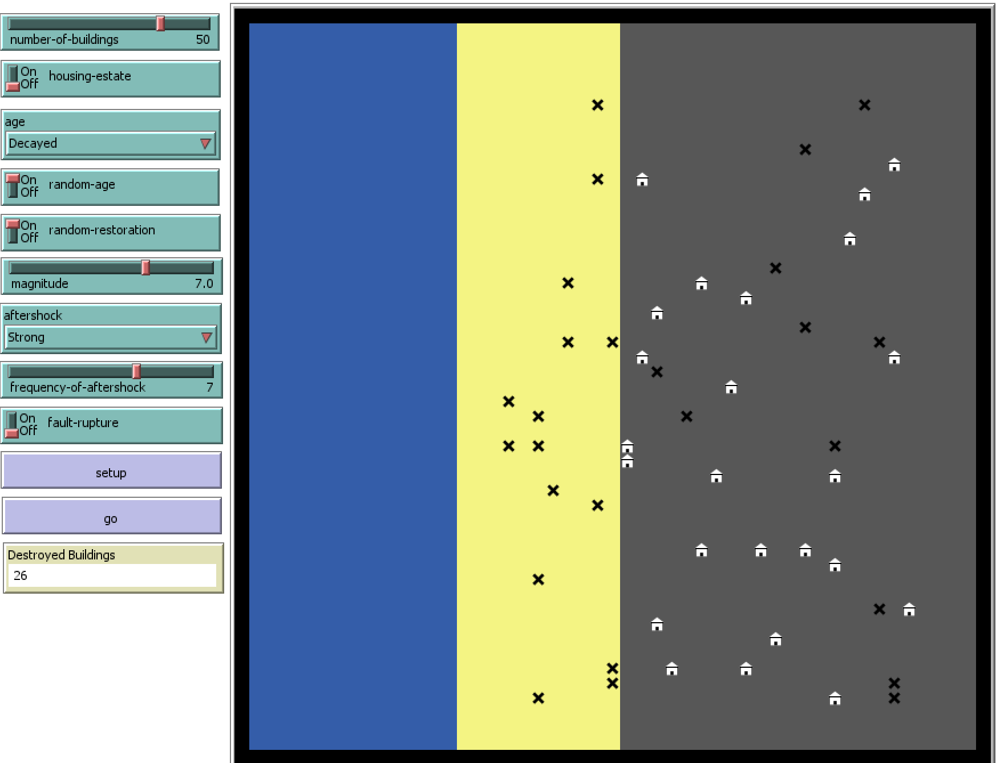 number-of-buildings 50
On
Off
housing-estate
age
Decayed
On
Off
random-age
On
Off
random-restoration
magnitude 7.0
aftershock
Strong
frequency-of-aftershock 7
On
Off
fault-rupture
setup
go
Destroyed Buildings
26